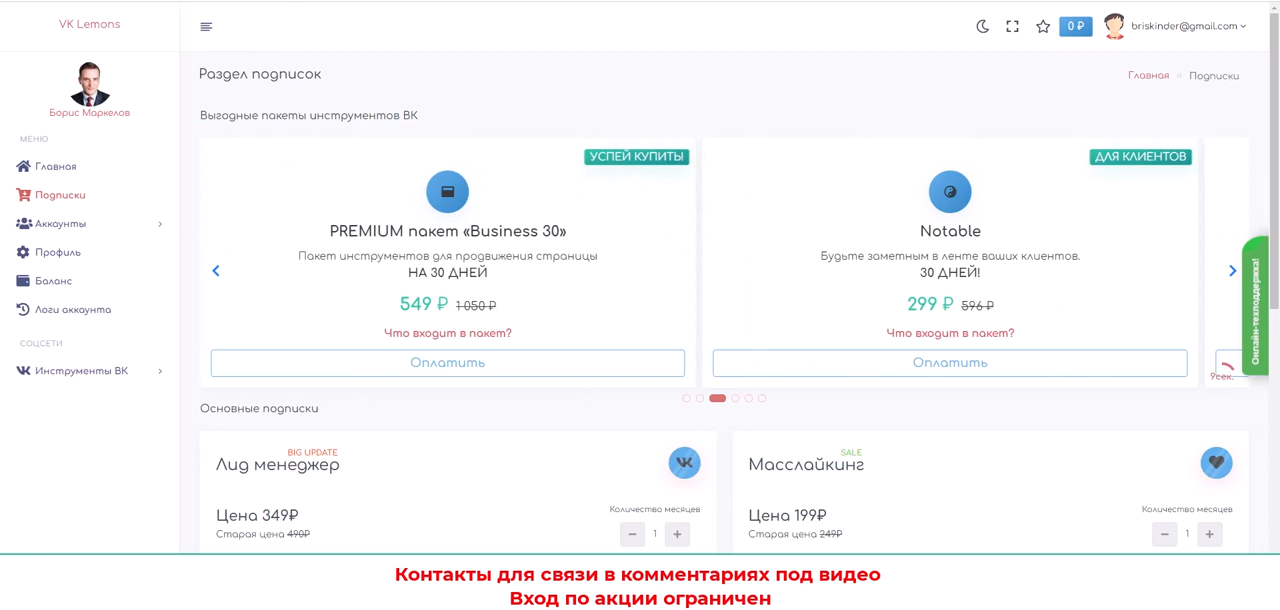 VK Lemons
0 ₽
briskinder@gmail.com
Борис Маркелов
МЕНЮ
Главная
Подписки
Аккаунты
Профиль
Баланс
Логи аккаунта
СОЦСЕТИ
Инструменты ВК
Раздел подписок
Главная » Подписки
Выгодные пакеты инструментов ВК
УСПЕЙ КУПИТЬ
PREMIUM пакет «Business 30»
Пакет инструментов для продвижения страницы
НА 30 ДНЕЙ
549 ₽ 1 050 ₽
Что входит в пакет?
Оплатить
ДЛЯ КЛИЕНТОВ
Notable
Будьте заметным в ленте ваших клиентов.
30 ДНЕЙ!
299 ₽ 596 ₽
Что входит в пакет?
Оплатить
9сек.
Онлайн-техподдержка!
Основные подписки
BIG UPDATE
Лид менеджер
Цена 349₽
Старая цена 490₽
Количество месяцев
− 1 +
SALE
Масслайкинг
Цена 199₽
Старая цена 249₽
Количество месяцев
− 1 +
Контакты для связи в комментариях под видео
Вход по акции ограничен